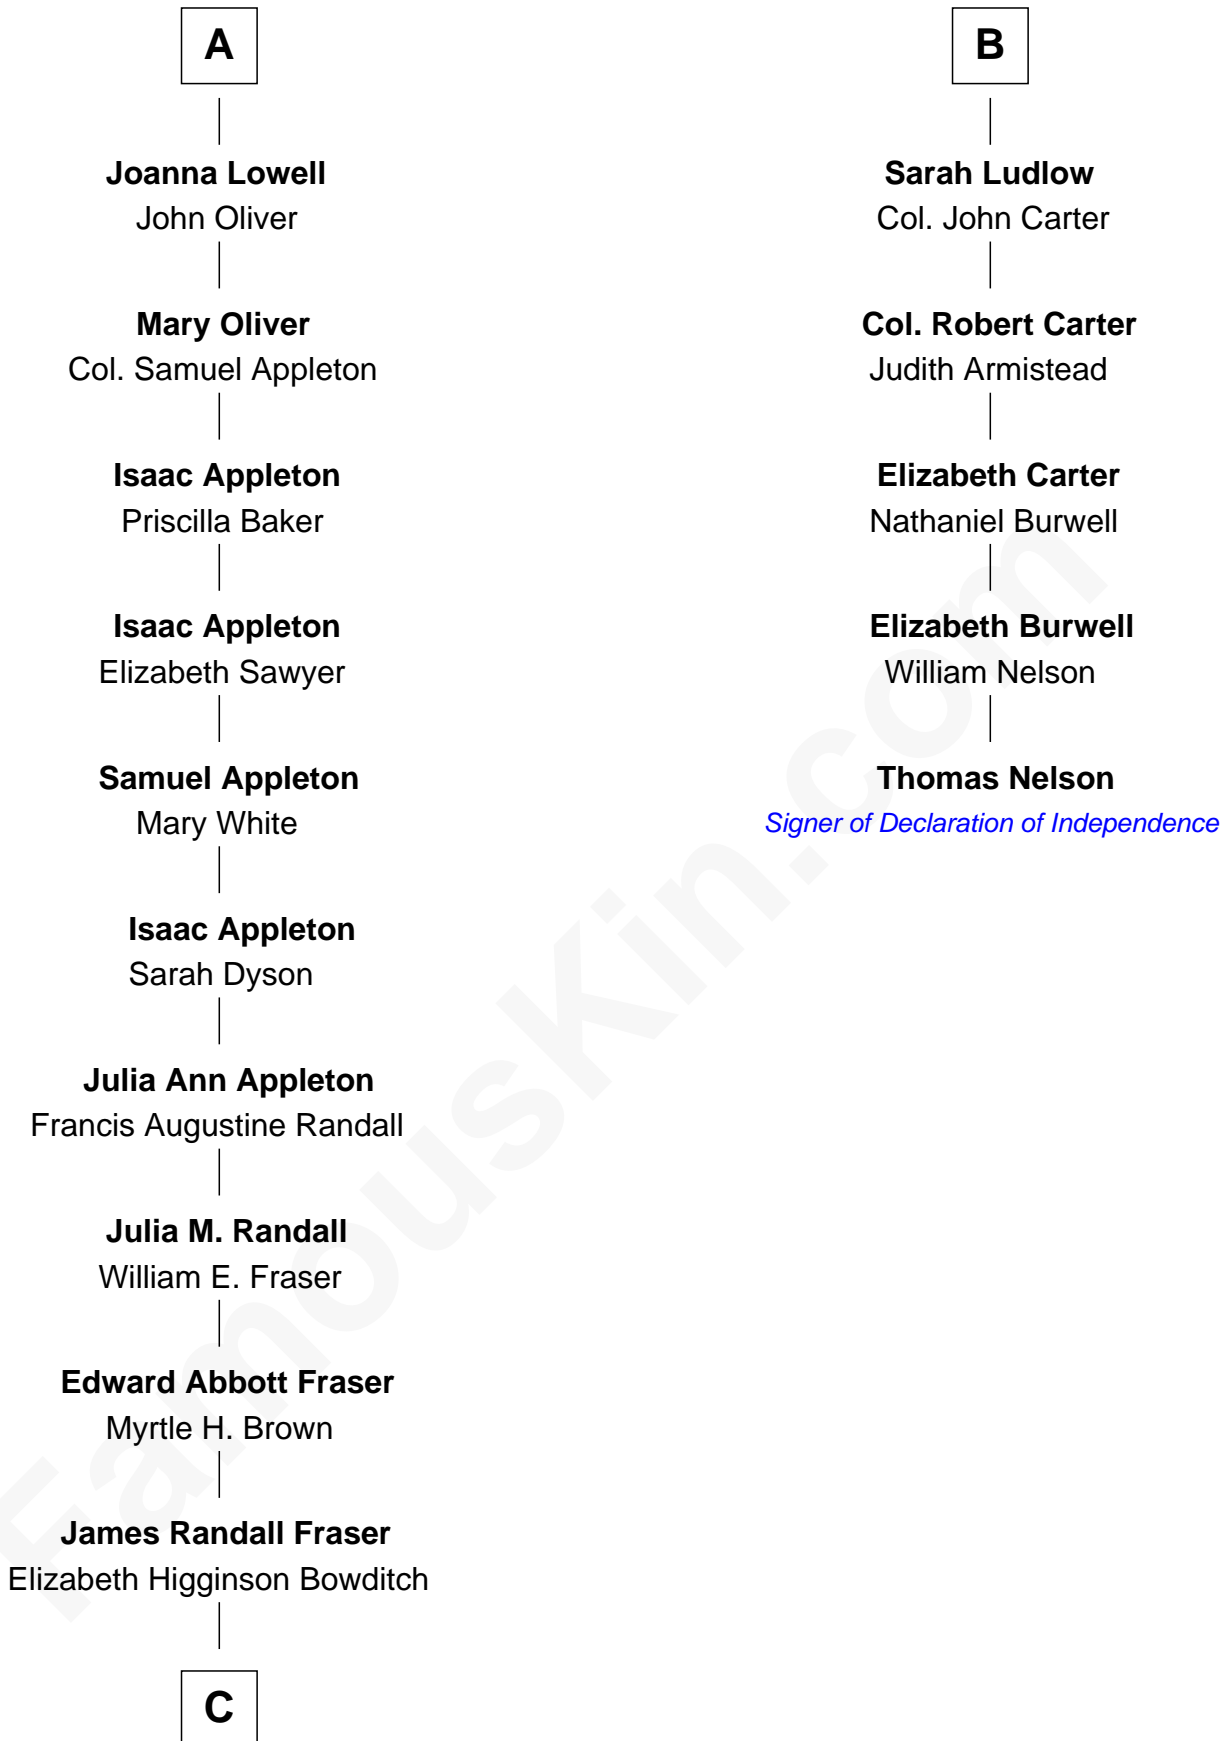 A
Joanna Lowell
John Oliver
Mary Oliver
Col. Samuel Appleton
Isaac Appleton
Priscilla Baker
Isaac Appleton
Elizabeth Sawyer
Samuel Appleton
Mary White
Isaac Appleton
Sarah Dyson
Julia Ann Appleton
Francis Augustine Randall
Julia M. Randall
William E. Fraser
Edward Abbott Fraser
Myrtle H. Brown
James Randall Fraser
Elizabeth Higginson Bowditch
C
B
Sarah Ludlow
Col. John Carter
Col. Robert Carter
Judith Armistead
Elizabeth Carter
Nathaniel Burwell
Elizabeth Burwell
William Nelson
Thomas Nelson
Signer of Declaration of Independence
FamousKin.com